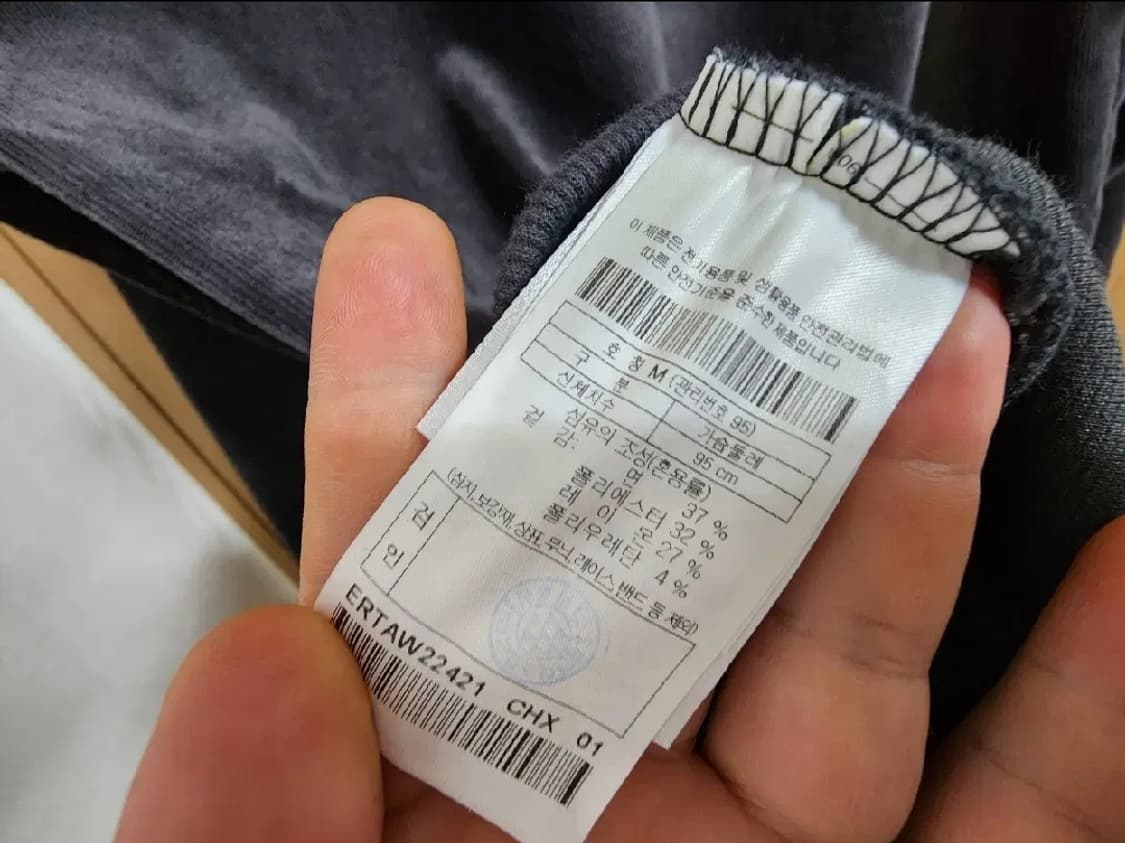 06
이 제품은 전기용품 및 생활용품 안전관리법에
따른 안전기준을 준수한 제품입니다
호 칭 M (관리번호 95)
구 분 가슴둘레
신체치수 95 cm
섬유의 조성(혼용률)
겉 감: 면 37 %
폴리에스터 32 %
레 이 온 27 %
폴리우레탄 4 %
(심지,보강재,상표,무늬,레이스,밴드 등 제외)
검
인
ERTAW22421 CHX 01